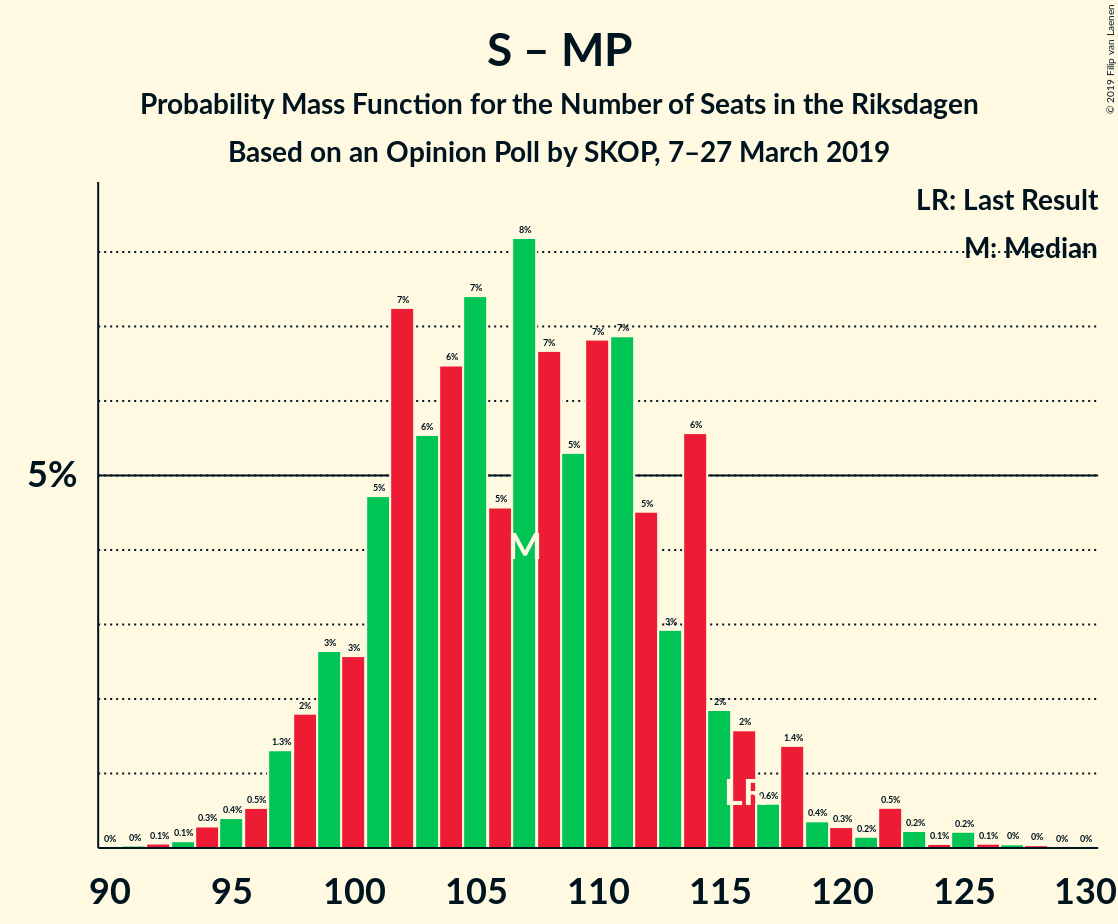 S – MP
Probability Mass Function for the Number of Seats in the Riksdagen
Based on an Opinion Poll by SKOP, 7–27 March 2019
© 2019 Filip van Laenen
LR: Last Result
M: Median
5%
0% 0% 0.1% 0.1% 0.3% 0.4% 0.5% 1.3% 2% 3% 3% 5% 7% 6% 6% 7% 5% 8% 7% 5% 7% 7% 5% 3% 6% 2% 2% 0.6% 1.4% 0.4% 0.3% 0.2% 0.5% 0.2% 0.1% 0.2% 0.1% 0% 0% 0% 0%
M
LR
90 95 100 105 110 115 120 125 130